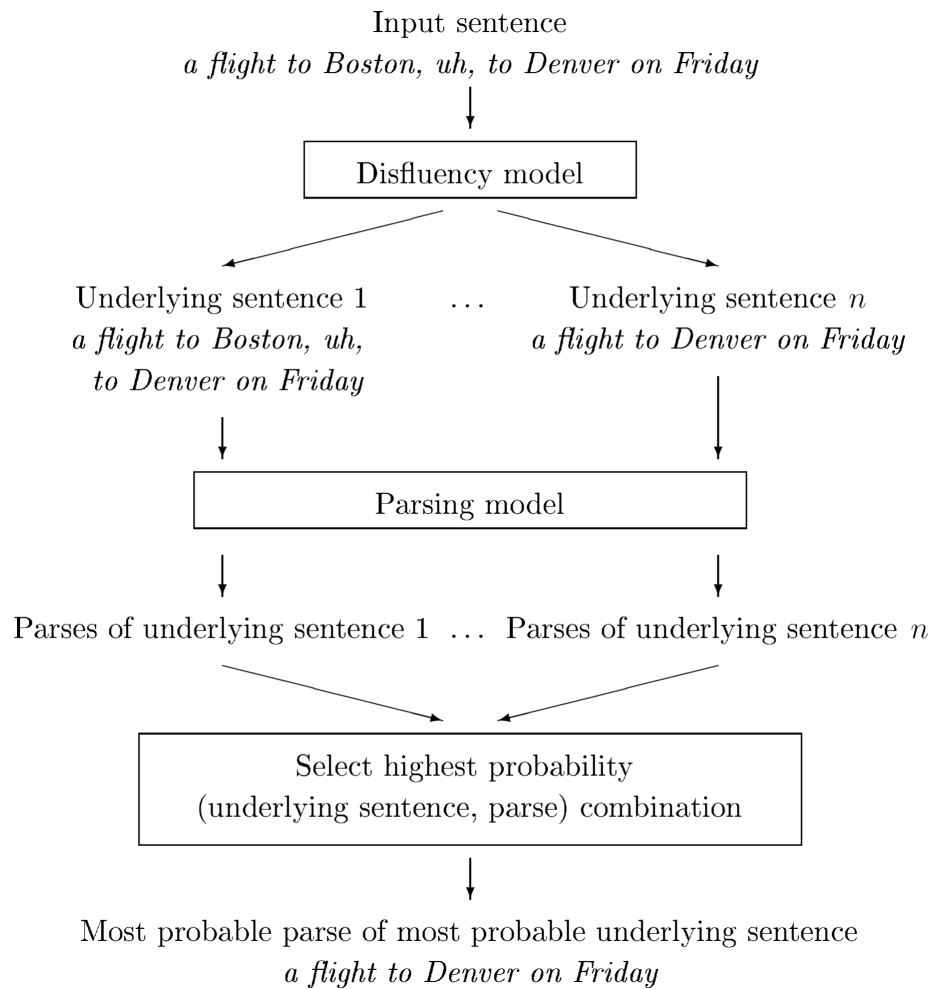 Input sentence
a flight to Boston, uh, to Denver on Friday
Disfluency model
Underlying sentence 1 ... Underlying sentence n
a flight to Boston, uh, a flight to Denver on Friday
to Denver on Friday
Parsing model
Parses of underlying sentence 1 ... Parses of underlying sentence n
Select highest probability
(underlying sentence, parse) combination
Most probable parse of most probable underlying sentence
a flight to Denver on Friday